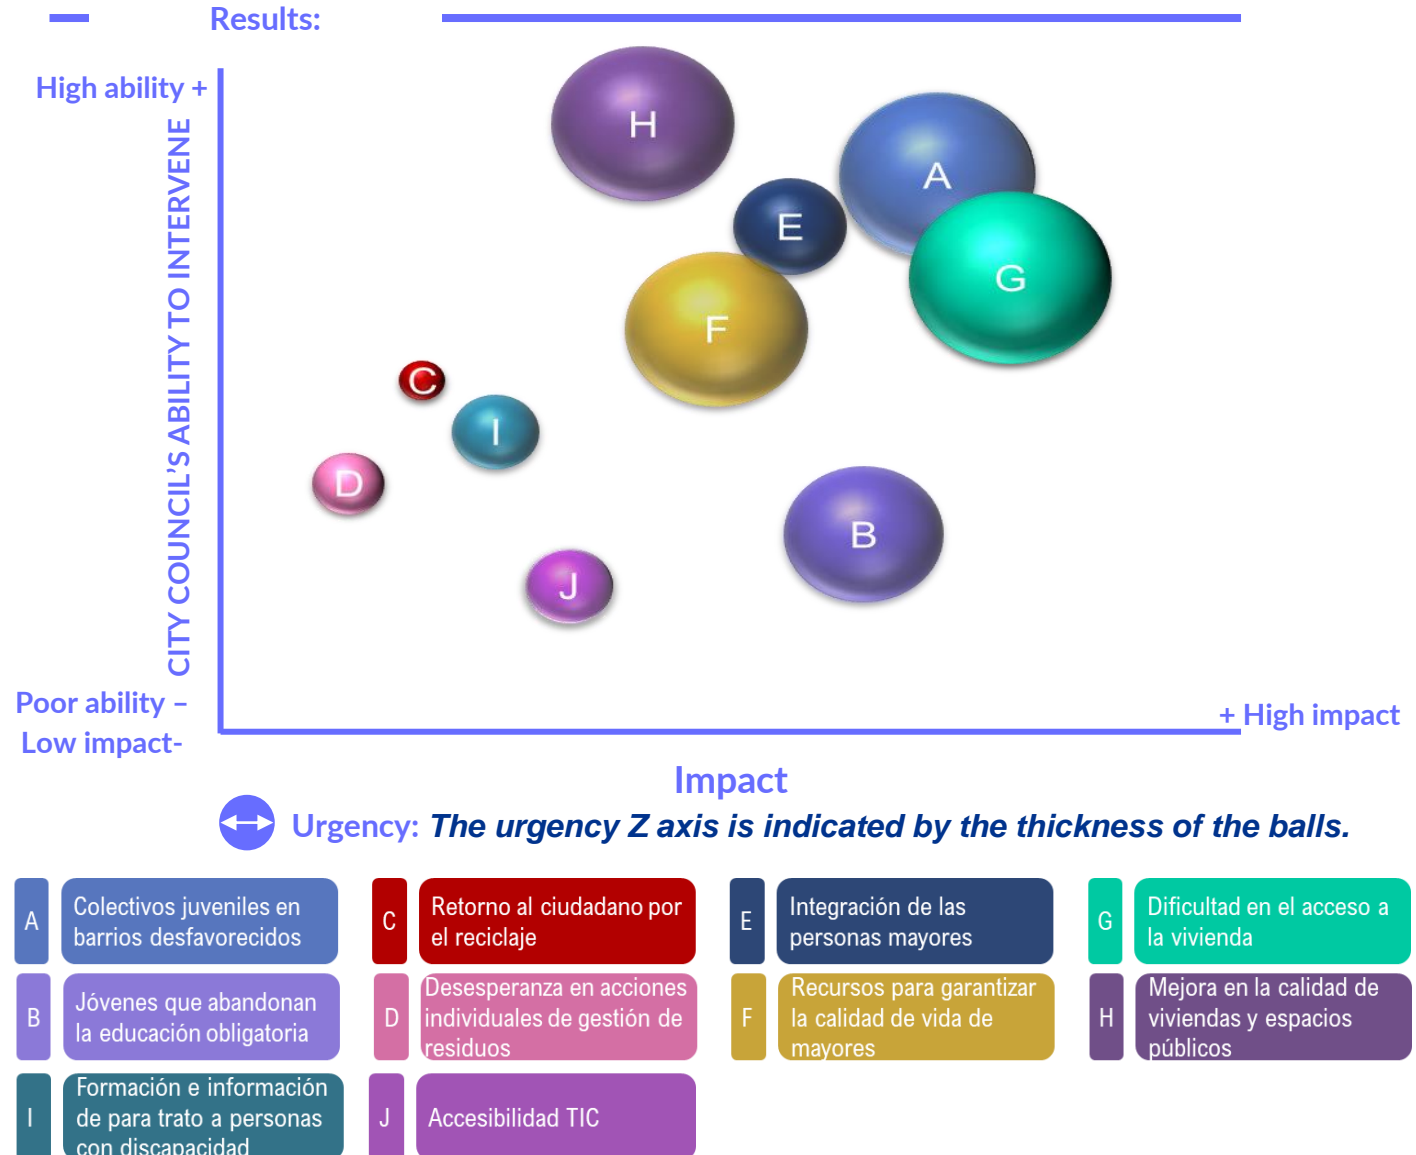 Results:
High ability +
CITY COUNCIL'S ABILITY TO INTERVENE
H
A
E
G
F
C
I
D
B
J
Poor ability –
Low impact-
+ High impact
Impact
Urgency: The urgency Z axis is indicated by the thickness of the balls.
A
Colectivos juveniles en
barrios desfavorecidos
C
Retorno al ciudadano por
el reciclaje
E
Integración de las
personas mayores
G
Dificultad en el acceso a
la vivienda
B
Jóvenes que abandonan
la educación obligatoria
D
Desesperanza en acciones
individuales de gestión de
residuos
F
Recursos para garantizar
la calidad de vida de
mayores
H
Mejora en la calidad de
viviendas y espacios
públicos
I
Formación e información
de para trato a personas
con discapacidad
J
Accesibilidad TIC